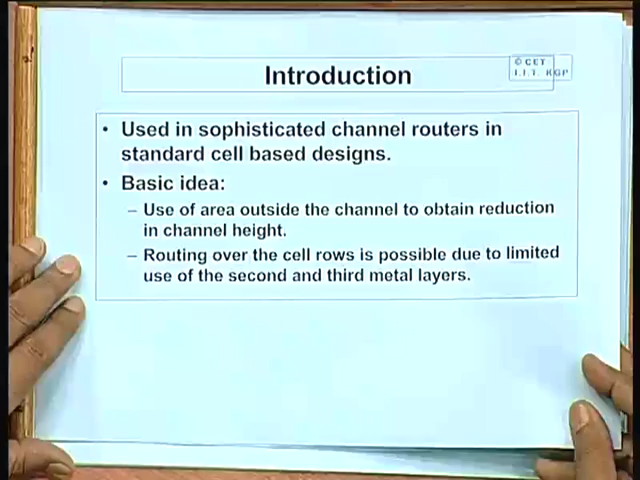 Introduction
© CET
I.I.T. KGP
• Used in sophisticated channel routers in
standard cell based designs.
• Basic idea:
– Use of area outside the channel to obtain reduction
in channel height.
– Routing over the cell rows is possible due to limited
use of the second and third metal layers.